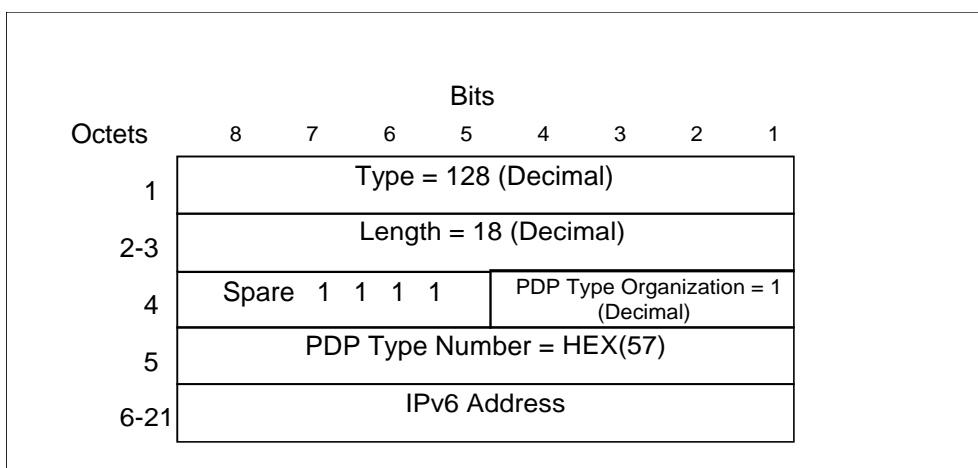 Bits
Octets 8 7 6 5 4 3 2 1
1 Type = 128 (Decimal)
2-3 Length = 18 (Decimal)
4 Spare 1 1 1 1 PDP Type Organization = 1
(Decimal)
5 PDP Type Number = HEX(57)
6-21 IPv6 Address